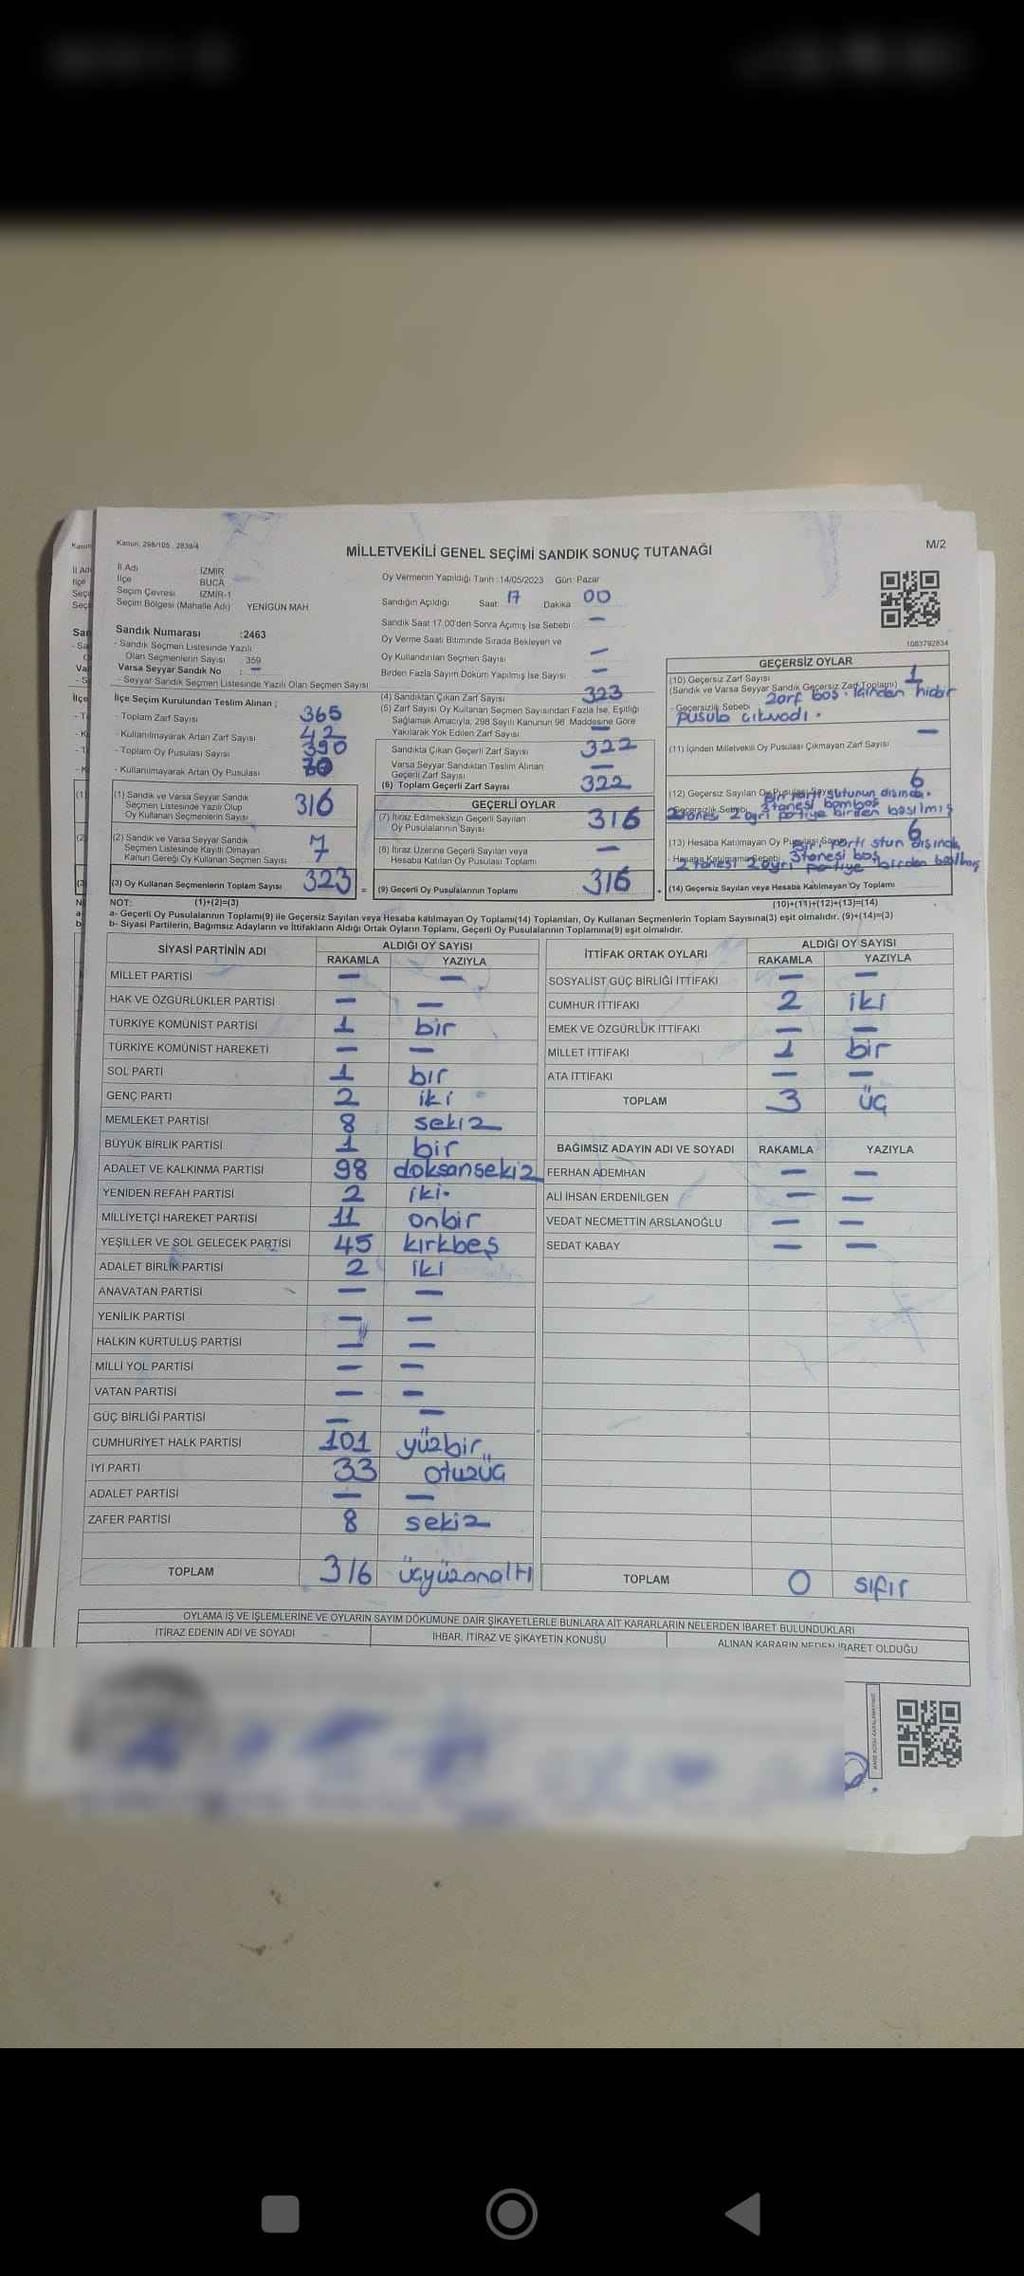 Kanun: 298/105 2839/4
MİLLETVEKİLİ GENEL SEÇİMİ SANDIK SONUÇ TUTANAĞI
M/2
İl Adı İZMİR
İlçe BUCA
Seçim Çevresi İZMİR-1
Seçim Bölgesi (Mahalle Adı) YENİGÜN MAH
Oy Vermenin Yapıldığı Tarih :14/05/2023 Gün: Pazar
Sandığın Açıldığı Saat: 17 Dakika 00
Sandık Saat 17.00'den Sonra Açımış İse Sebebi —
Oy Verme Saati Bitiminde Sırada Bekleyen ve
Oy Kullandırılan Seçmen Sayısı —
Birden Fazla Sayım Döküm Yapılmış İse Sayısı —
1083792834
Sandık Numarası :2463
- Sandık Seçmen Listesinde Yazılı
Olan Seçmenlerin Sayısı 359
Varsa Seyyar Sandık No : —
- Seyyar Sandık Seçmen Listesinde Yazılı Olan Seçmen Sayısı
İlçe Seçim Kurulundan Teslim Alınan ;
- Toplam Zarf Sayısı 365
- Kullanılmayarak Artan Zarf Sayısı 42
- Toplam Oy Pusulası Sayısı 390
- Kullanılmayarak Artan Oy Pusulası
(1) Sandık ve Varsa Seyyar Sandık
Seçmen Listesinde Yazılı Olup
Oy Kullanan Seçmenlerin Sayısı 316
(2) Sandık ve Varsa Seyyar Sandık
Seçmen Listesinde Kayıtlı Olmayan
Kanun Gereği Oy Kullanan Seçmen Sayısı 7
(3) Oy Kullanan Seçmenlerin Toplam Sayısı 323 =
(4) Sandıktan Çıkan Zarf Sayısı 323
(5) Zarf Sayısı Oy Kullanan Seçmen Sayısından Fazla İse, Eşitliği
Sağlamak Amacıyla, 298 Sayılı Kanunun 98. Maddesine Göre
Yakılarak Yok Edilen Zarf Sayısı —
Sandıkta Çıkan Geçerli Zarf Sayısı 322
Varsa Seyyar Sandıktan Teslim Alınan
Geçerli Zarf Sayısı —
(6) Toplam Geçerli Zarf Sayısı 322
GEÇERLİ OYLAR
(7) İtiraz Edilmeksizin Geçerli Sayılan
Oy Pusulalarının Sayısı 316
(8) İtiraz Üzerine Geçerli Sayılan veya
Hesaba Katılan Oy Pusulası Toplamı —
(9) Geçerli Oy Pusulalarının Toplamı 316 +
GEÇERSİZ OYLAR
(10) Geçersiz Zarf Sayısı 1
(Sandık ve Varsa Seyyar Sandık Geçersiz Zarf Toplamı)
- Geçersizlik Sebebi Zarf boş. İçinden hiçbir
pusula çıkmadı.
(11) İçinden Milletvekili Oy Pusulası Çıkmayan Zarf Sayısı —
(12) Geçersiz Sayılan Oy Pusulası Sayısı 6
Bir parti sütunun dışında.
Geçersizlik Sebebi 3 tanesi bomboş
2 tanesi 2 ayrı partiye birden basılmış
(13) Hesaba Katılmayan Oy Pusulası Sayısı 6
Biri parti stun dışında
- Hesaba Katılmama Sebebi 3 tanesi boş
2 tanesi 2 ayrı partiye birden basılmış
(14) Geçersiz Sayılan veya Hesaba Katılmayan Oy Toplamı
NOT: (1)+(2)=(3) (10)+(11)+(12)+(13)=(14)
a- Geçerli Oy Pusulalarının Toplamı(9) ile Geçersiz Sayılan veya Hesaba katılmayan Oy Toplamı(14) Toplamları, Oy Kullanan Seçmenlerin Toplam Sayısına(3) eşit olmalıdır. (9)+(14)=(3)
b- Siyasi Partilerin, Bağımsız Adayların ve İttifakların Aldığı Ortak Oyların Toplamı, Geçerli Oy Pusulalarının Toplamına(9) eşit olmalıdır.
SİYASİ PARTİNİN ADI ALDIĞI OY SAYISI
RAKAMLA YAZIYLA
MİLLET PARTİSİ — —
HAK VE ÖZGÜRLÜKLER PARTİSİ — —
TÜRKİYE KOMÜNİST PARTİSİ 1 bir
TÜRKİYE KOMÜNİST HAREKETİ — —
SOL PARTİ 1 bir
GENÇ PARTİ 2 iki
MEMLEKET PARTİSİ 8 sekiz
BÜYÜK BİRLİK PARTİSİ 1 bir
ADALET VE KALKINMA PARTİSİ 98 doksansekiz
YENİDEN REFAH PARTİSİ 2 iki.
MİLLİYETÇİ HAREKET PARTİSİ 11 onbir
YEŞİLLER VE SOL GELECEK PARTİSİ 45 kırkbeş
ADALET BİRLİK PARTİSİ 2 iki
ANAVATAN PARTİSİ — —
YENİLİK PARTİSİ — —
HALKIN KURTULUŞ PARTİSİ — —
MİLLİ YOL PARTİSİ — —
VATAN PARTİSİ — —
GÜÇ BİRLİĞİ PARTİSİ — —
CUMHURİYET HALK PARTİSİ 101 yüzbir
İYİ PARTİ 33 otuzüç
ADALET PARTİSİ — —
ZAFER PARTİSİ 8 sekiz
TOPLAM 316 üçyüzonaltı
İTTİFAK ORTAK OYLARI ALDIĞI OY SAYISI
RAKAMLA YAZIYLA
SOSYALİST GÜÇ BİRLİĞİ İTTİFAKI — —
CUMHUR İTTİFAKI 2 iki
EMEK VE ÖZGÜRLÜK İTTİFAKI — —
MİLLET İTTİFAKI 1 bir
ATA İTTİFAKI — —
TOPLAM 3 üç
BAĞIMSIZ ADAYIN ADI VE SOYADI RAKAMLA YAZIYLA
FERHAN ADEMHAN — —
ALİ İHSAN ERDENİLGEN — —
VEDAT NECMETTİN ARSLANOĞLU — —
SEDAT KABAY — —
TOPLAM 0 sıfır
OYLAMA İŞ VE İŞLEMLERİNE VE OYLARIN SAYIM DÖKÜMÜNE DAİR ŞİKAYETLERLE BUNLARA AİT KARARLARIN NELERDEN İBARET BULUNDUKLARI
İTİRAZ EDENİN ADI VE SOYADI İHBAR, İTİRAZ VE ŞİKAYETİN KONUSU ALINAN KARARIN NEDEN İBARET OLDUĞU